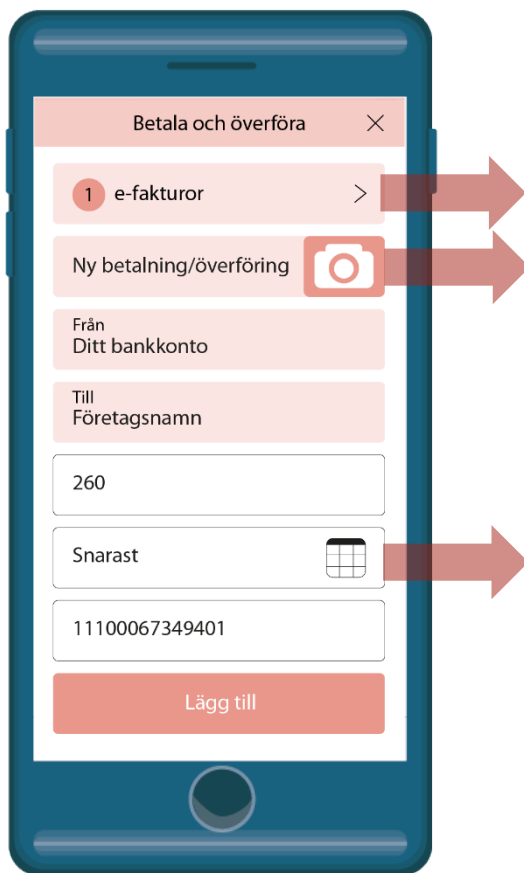 Betala och överföra
1 e-fakturor
Ny betalning/överföring
Från
Ditt bankkonto
Till
Företagsnamn
260
Snarast
11100067349401
Lägg till